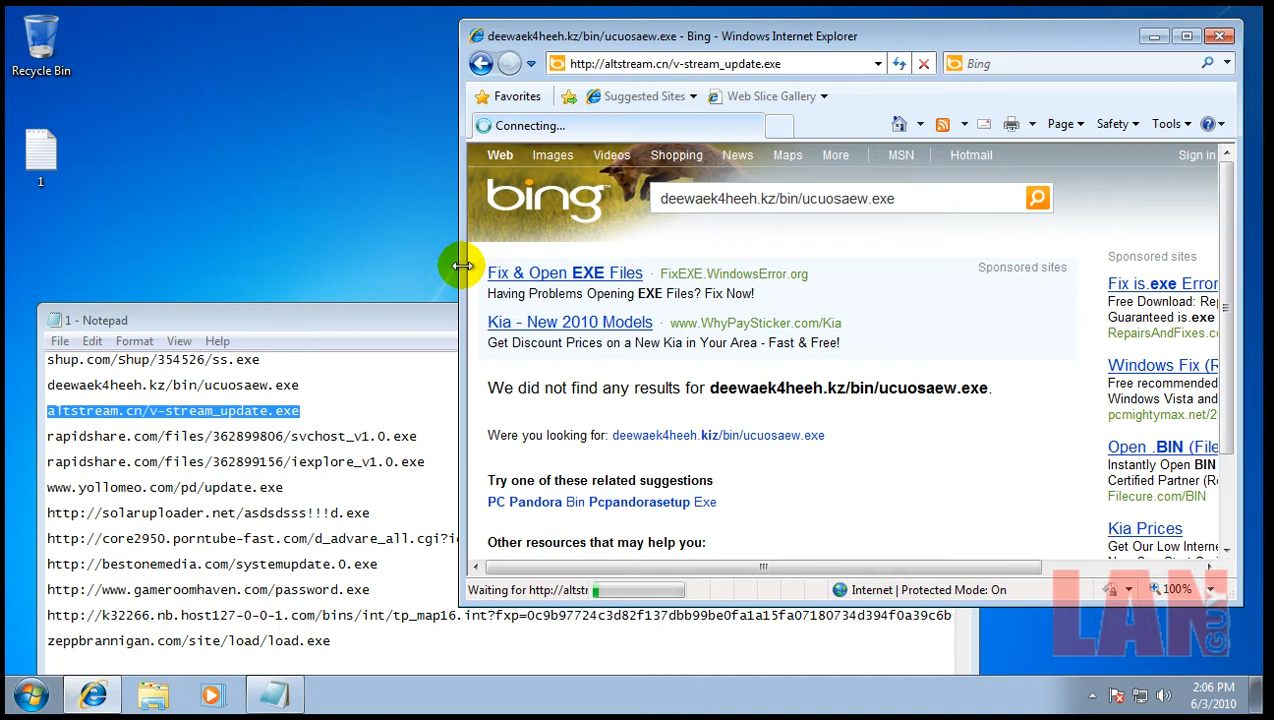 Recycle Bin
1
deewaek4heeh.kz/bin/ucuosaew.exe - Bing - Windows Internet Explorer
http://altstream.cn/v-stream_update.exe
Bing
Favorites
Suggested Sites
Web Slice Gallery
Connecting...
Page
Safety
Tools
Web Images Videos Shopping News Maps More MSN Hotmail Sign in
bing
deewaek4heeh.kz/bin/ucuosaew.exe
Sponsored sites
Fix & Open EXE Files · FixEXE.WindowsError.org
Having Problems Opening EXE Files? Fix Now!
Kia - New 2010 Models · www.WhyPaySticker.com/Kia
Get Discount Prices on a New Kia in Your Area - Fast & Free!
We did not find any results for deewaek4heeh.kz/bin/ucuosaew.exe.
Were you looking for: deewaek4heeh.kiz/bin/ucuosaew.exe
Try one of these related suggestions
PC Pandora Bin Pcpandorasetup Exe
Other resources that may help you:
Sponsored sites
Fix is.exe Error
Free Download:
Guaranteed is.exe
RepairsAndFixes.c
Windows Fix (R
Free recommended
Windows Vista and
pcmightymax.net/2
Open .BIN (File
Instantly Open BIN
Certified Partner (Re
Filecure.com/BIN
Kia Prices
Get Our Low Interne
Waiting for http://altstr
Internet | Protected Mode: On
100%
1 - Notepad
File Edit Format View Help
shup.com/Shup/354526/ss.exe
deewaek4heeh.kz/bin/ucuosaew.exe
altstream.cn/v-stream_update.exe
rapidshare.com/files/362899806/svchost_v1.0.exe
rapidshare.com/files/362899156/iexplore_v1.0.exe
www.yollomeo.com/pd/update.exe
http://solaruploader.net/asdsdsss!!!d.exe
http://core2950.porntube-fast.com/d_advare_all.cgi?i
http://bestonemedia.com/systemupdate.0.exe
http://www.gameroomhaven.com/password.exe
http://k32266.nb.host127-0-0-1.com/bins/int/tp_map16.int?fxp=0c9b97724c3d82f137dbb99be0fa1a15fa07180734d394f0a39c6b
zeppbrannigan.com/site/load/load.exe
LAN
GUY
2:06 PM
6/3/2010